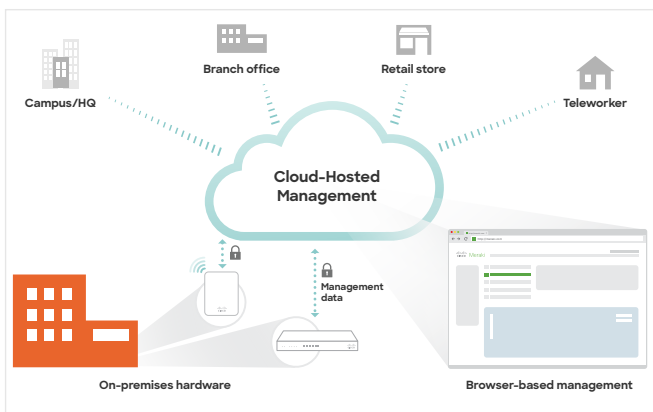 Branch office
Retail store
Campus/HQ
Teleworker
Cloud-Hosted
Management
Management
data
cisco Meraki
On-premises hardware
Browser-based management